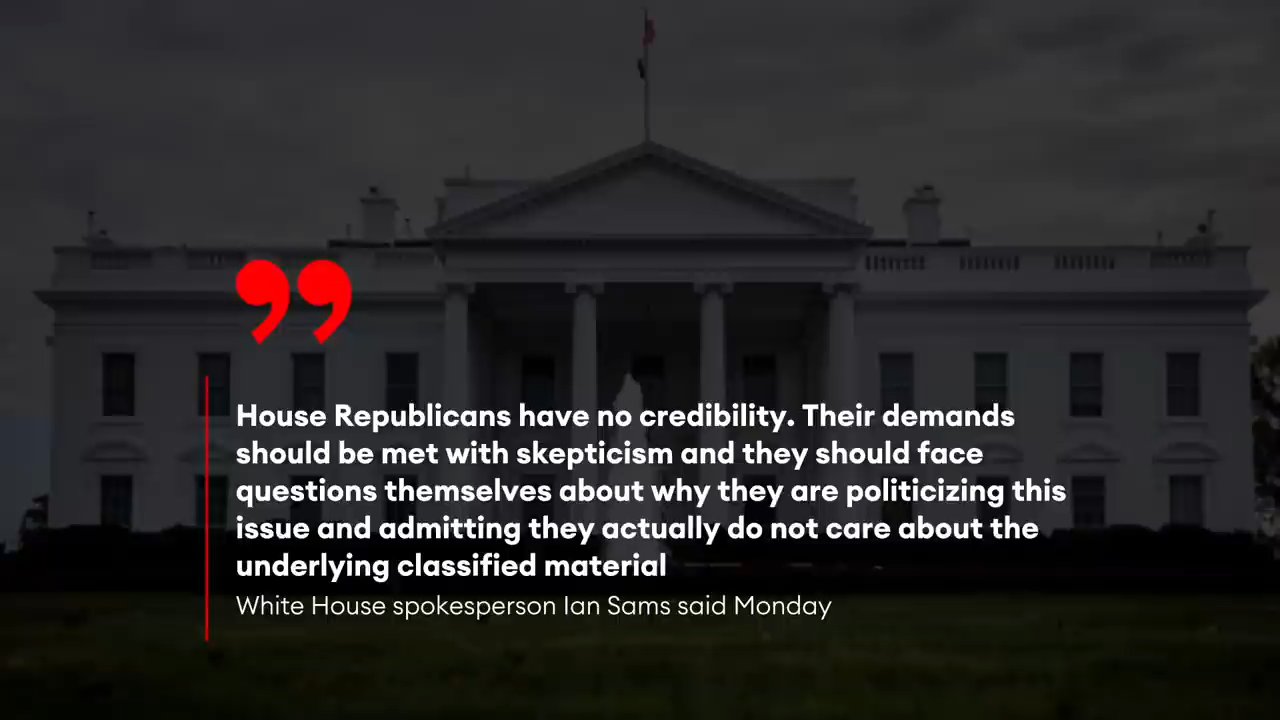 House Republicans have no credibility. Their demands
should be met with skepticism and they should face
questions themselves about why they are politicizing this
issue and admitting they actually do not care about the
underlying classified material
White House spokesperson Ian Sams said Monday